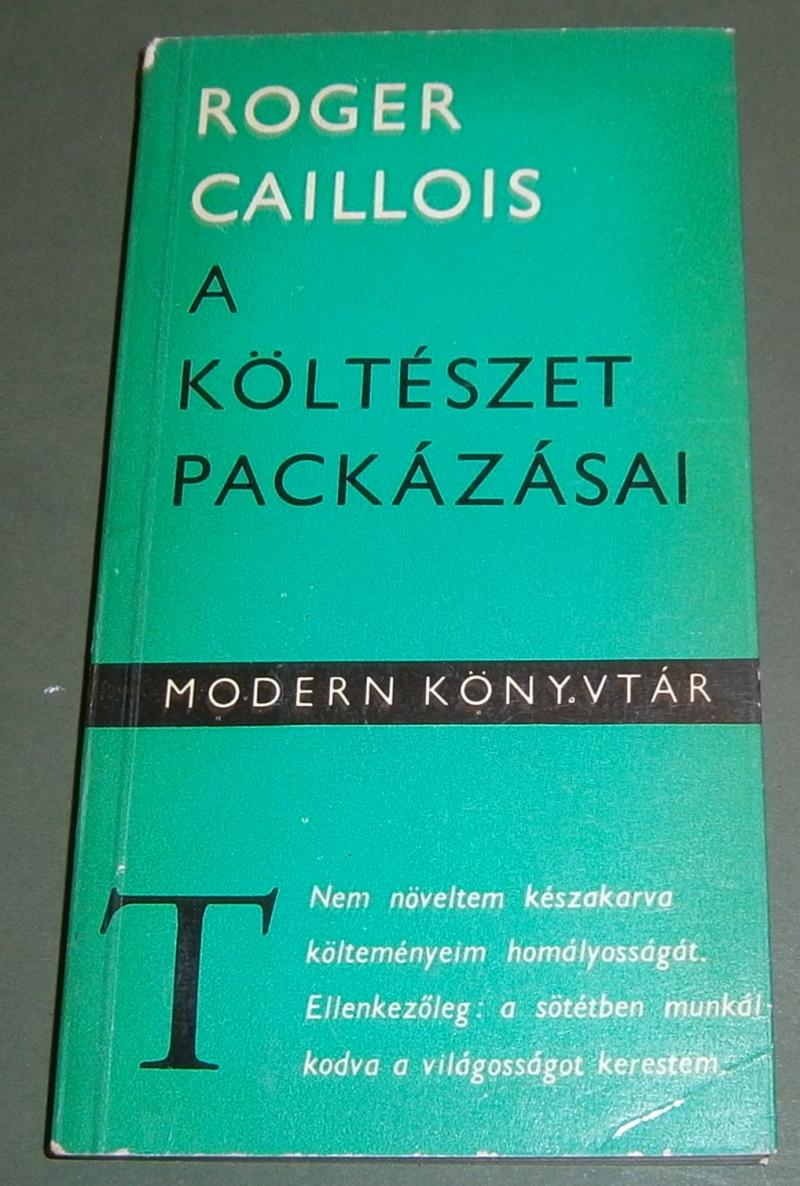 ROGER
CAILLOIS
A
KÖLTÉSZET
PACKÁZÁSAI
MODERN KÖNYVTÁR
T
Nem növeltem készakarva
költeményeim homályosságát.
Ellenkezőleg: a sötétben munkál-
kodva a világosságot kerestem.